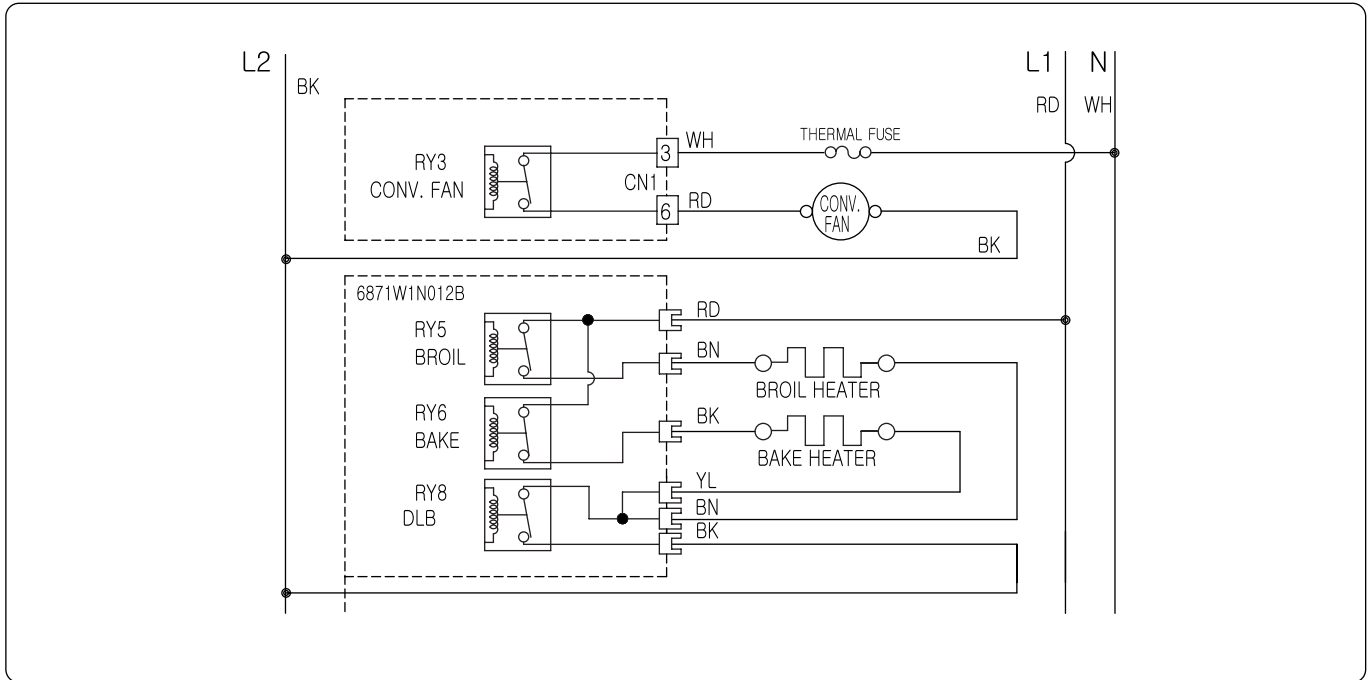 L2
BK
L1
N
RD
WH
RY3
CONV. FAN
CN1
3
WH
THERMAL FUSE
6
RD
CONV.
FAN
BK
6871W1N012B
RY5
BROIL
RD
BN
BROIL HEATER
RY6
BAKE
BK
BAKE HEATER
RY8
DLB
YL
BN
BK